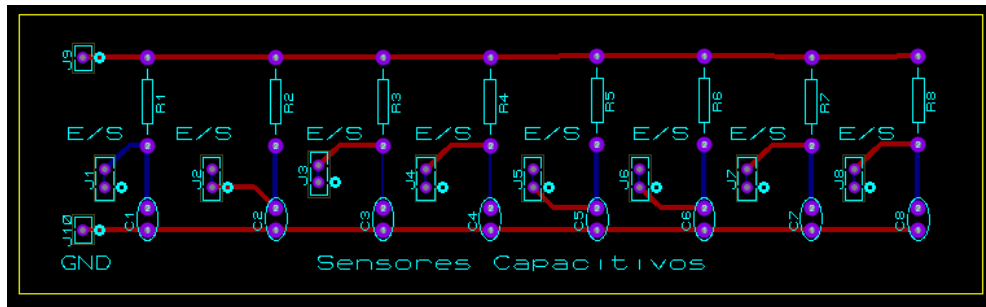 J9
R1 R2 R3 R4 R5 R6 R7 R8
E/S E/S E/S E/S E/S E/S E/S E/S
J1 J2 J3 J4 J5 J6 J7 J8
C1 C2 C3 C4 C5 C6 C7 C8
J10
GND Sensores Capacitivos